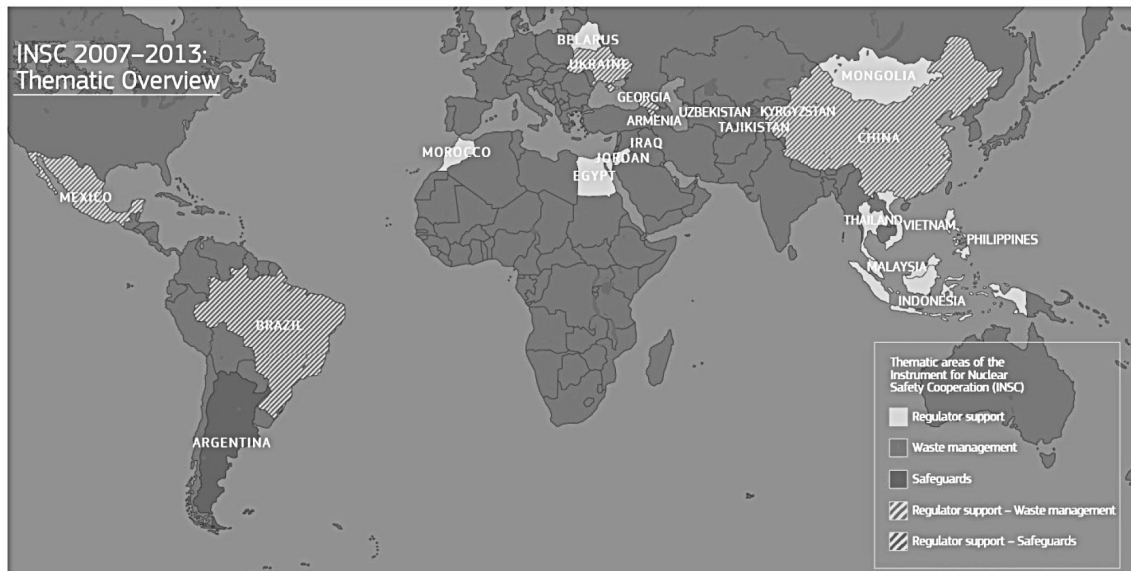 INSC 2007–2013:
Thematic Overview
BELARUS
UKRAINE
MONGOLIA
GEORGIA
ARMENIA
UZBEKISTAN
KYRGYZSTAN
TAJIKISTAN
CHINA
IRAQ
JORDAN
MOROCCO
EGYPT
MEXICO
THAILAND
VIETNAM
PHILIPPINES
MALAYSIA
INDONESIA
BRAZIL
ARGENTINA
Thematic areas of the
Instrument for Nuclear
Safety Cooperation (INSC)
Regulator support
Waste management
Safeguards
Regulator support – Waste management
Regulator support – Safeguards